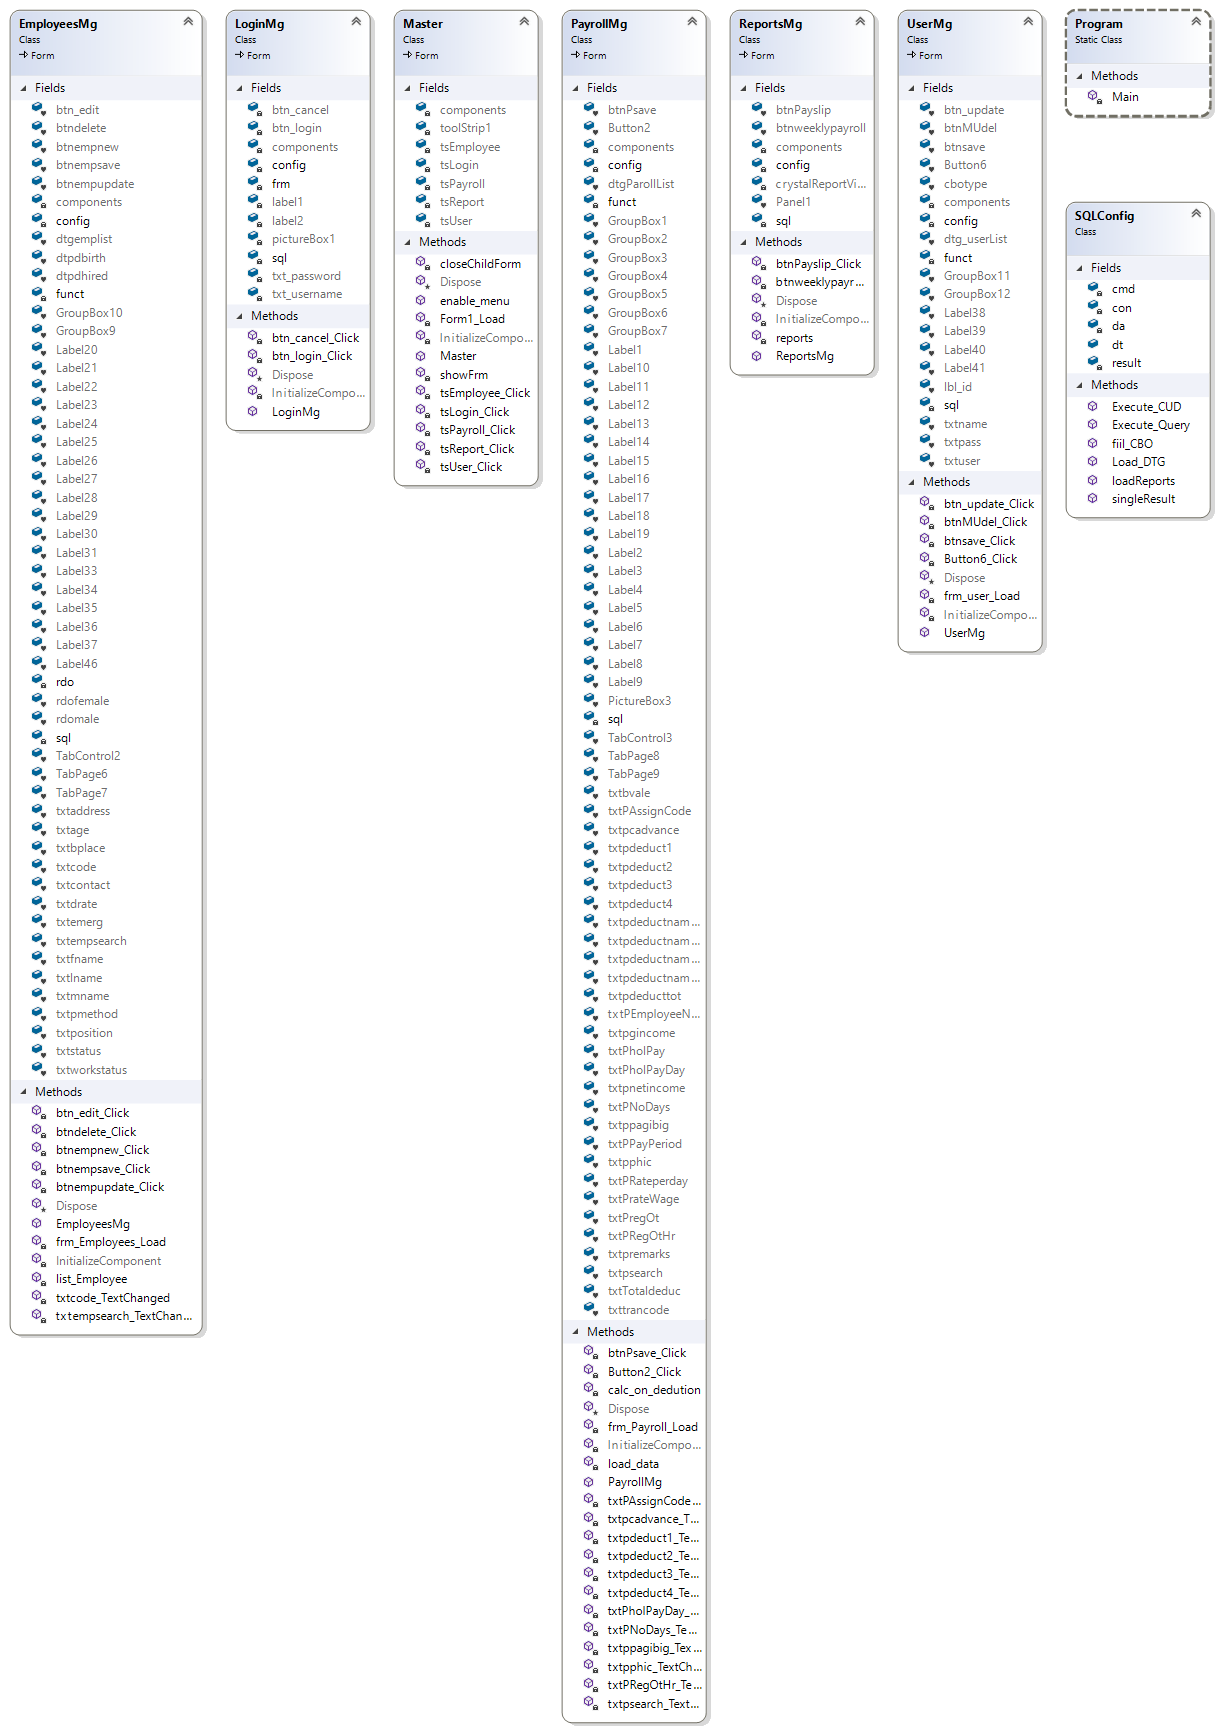 EmployeesMg
Class
Form
Fields
btn_edit
btndelete
btnempnew
btnempsave
btnempupdate
components
config
dtgemplist
dtpdbirth
dtpdhired
funct
GroupBox10
GroupBox9
Label20
Label21
Label22
Label23
Label24
Label25
Label26
Label27
Label28
Label29
Label30
Label31
Label33
Label34
Label35
Label36
Label37
Label46
rdo
rdofemale
rdomale
sql
TabControl2
TabPage6
TabPage7
txtaddress
txtage
txtbplace
txtcode
txtcontact
txtdrate
txtemerg
txtempsearch
txtfname
txtlname
txtmname
txtpmethod
txtposition
txtstatus
txtworkstatus
Methods
btn_edit_Click
btndelete_Click
btnempnew_Click
btnempsave_Click
btnempupdate_Click
Dispose
EmployeesMg
frm_Employees_Load
InitializeComponent
list_Employee
txtcode_TextChanged
txtempsearch_TextChan...
LoginMg
Class
Form
Fields
btn_cancel
btn_login
components
config
frm
label1
label2
pictureBox1
sql
txt_password
txt_username
Methods
btn_cancel_Click
btn_login_Click
Dispose
InitializeCompo...
LoginMg
Master
Class
Form
Fields
components
toolStrip1
tsEmployee
tsLogin
tsPayroll
tsReport
tsUser
Methods
closeChildForm
Dispose
enable_menu
Form1_Load
InitializeCompo...
Master
showFrm
tsEmployee_Click
tsLogin_Click
tsPayroll_Click
tsReport_Click
tsUser_Click
PayrollMg
Class
Form
Fields
btnPsave
Button2
components
config
dtgParollList
funct
GroupBox1
GroupBox2
GroupBox3
GroupBox4
GroupBox5
GroupBox6
GroupBox7
Label1
Label10
Label11
Label12
Label13
Label14
Label15
Label16
Label17
Label18
Label19
Label2
Label3
Label4
Label5
Label6
Label7
Label8
Label9
PictureBox3
sql
TabControl3
TabPage8
TabPage9
txtbvale
txtPAssignCode
txtpcadvance
txtpdeduct1
txtpdeduct2
txtpdeduct3
txtpdeduct4
txtpdeductnam...
txtpdeductnam...
txtpdeductnam...
txtpdeductnam...
txtpdeducttot
txtPEmployeeN...
txtpgincome
txtPholPay
txtPholPayDay
txtpnetincome
txtPNoDays
txtppagibig
txtPPayPeriod
txtpphic
txtPRateperday
txtPrateWage
txtPregOt
txtPRegOtHr
txtpremarks
txtpsearch
txtTotaldeduc
txttrancode
Methods
btnPsave_Click
Button2_Click
calc_on_dedution
Dispose
frm_Payroll_Load
InitializeCompo...
load_data
PayrollMg
txtPAssignCode...
txtpcadvance_T...
txtpdeduct1_Te...
txtpdeduct2_Te...
txtpdeduct3_Te...
txtpdeduct4_Te...
txtPholPayDay_...
txtPNoDays_Te...
txtppagibig_Tex...
txtpphic_TextCh...
txtPRegOtHr_Te...
txtpsearch_Text...
ReportsMg
Class
Form
Fields
btnPayslip
btnweeklypayroll
components
config
crystalReportVi...
Panel1
sql
Methods
btnPayslip_Click
btnweeklypayr...
Dispose
InitializeCompo...
reports
ReportsMg
UserMg
Class
Form
Fields
btn_update
btnMUdel
btnsave
Button6
cbotype
components
config
dtg_userList
funct
GroupBox11
GroupBox12
Label38
Label39
Label40
Label41
lbl_id
sql
txtname
txtpass
txtuser
Methods
btn_update_Click
btnMUdel_Click
btnsave_Click
Button6_Click
Dispose
frm_user_Load
InitializeCompo...
UserMg
Program
Static Class
Methods
Main
SQLConfig
Class
Fields
cmd
con
da
dt
result
Methods
Execute_CUD
Execute_Query
fiil_CBO
Load_DTG
loadReports
singleResult